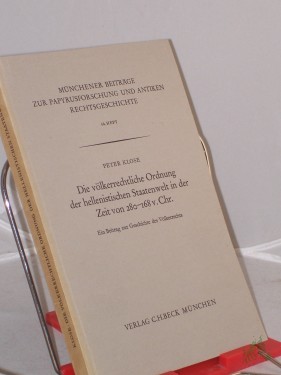 MÜNCHENER BEITRÄGE
ZUR PAPYRUSFORSCHUNG UND ANTIKEN
RECHTSGESCHICHTE
HEFT
PETER KLOSE
Die völkerrechtliche Ordnung
der hellenistischen Staatenwelt in der
Zeit von 280–168 v. Chr.
Ein Beitrag zur Geschichte des Völkerrechts
VERLAG C.H.BECK MÜNCHEN